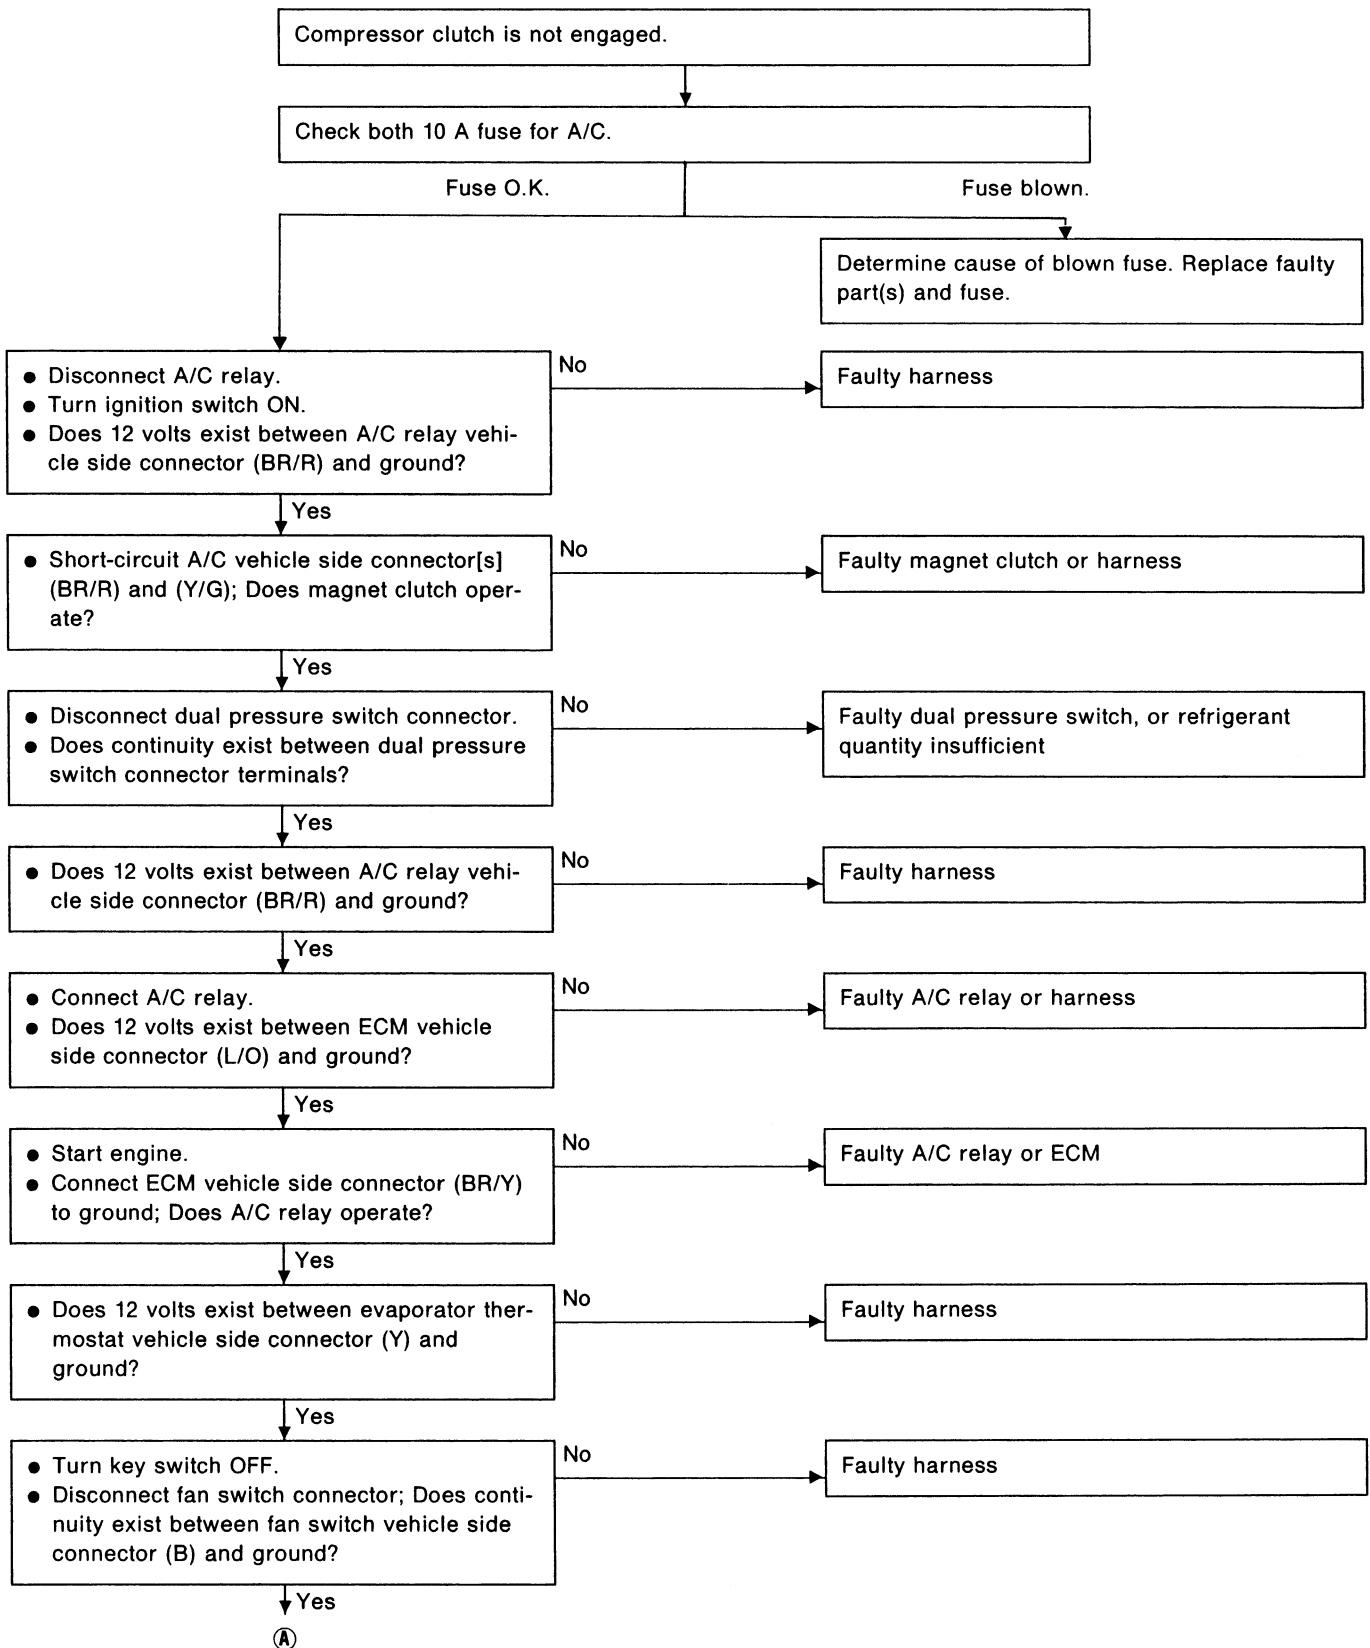 Compressor clutch is not engaged.
Check both 10 A fuse for A/C.
Fuse O.K.
Fuse blown.
Determine cause of blown fuse. Replace faulty
part(s) and fuse.
● Disconnect A/C relay.
● Turn ignition switch ON.
● Does 12 volts exist between A/C relay vehi-
cle side connector (BR/R) and ground?
No
Faulty harness
Yes
● Short-circuit A/C vehicle side connector[s]
(BR/R) and (Y/G); Does magnet clutch oper-
ate?
No
Faulty magnet clutch or harness
Yes
● Disconnect dual pressure switch connector.
● Does continuity exist between dual pressure
switch connector terminals?
No
Faulty dual pressure switch, or refrigerant
quantity insufficient
Yes
● Does 12 volts exist between A/C relay vehi-
cle side connector (BR/R) and ground?
No
Faulty harness
Yes
● Connect A/C relay.
● Does 12 volts exist between ECM vehicle
side connector (L/O) and ground?
No
Faulty A/C relay or harness
Yes
● Start engine.
● Connect ECM vehicle side connector (BR/Y)
to ground; Does A/C relay operate?
No
Faulty A/C relay or ECM
Yes
● Does 12 volts exist between evaporator ther-
mostat vehicle side connector (Y) and
ground?
No
Faulty harness
Yes
● Turn key switch OFF.
● Disconnect fan switch connector; Does conti-
nuity exist between fan switch vehicle side
connector (B) and ground?
No
Faulty harness
Yes
Ⓐ